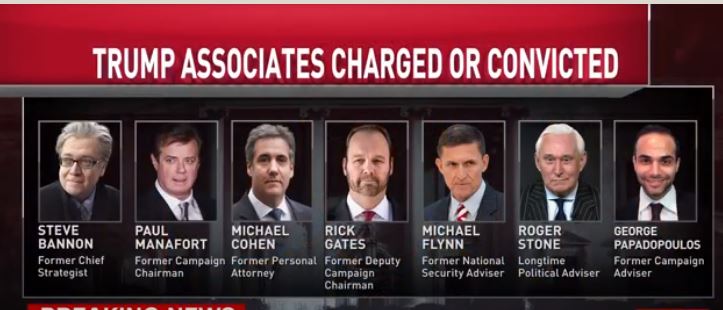 TRUMP ASSOCIATES CHARGED OR CONVICTED
STEVE
BANNON
Former Chief
Strategist
PAUL
MANAFORT
Former Campaign
Chairman
MICHAEL
COHEN
Former Personal
Attorney
RICK
GATES
Former Deputy
Campaign
Chairman
MICHAEL
FLYNN
Former National
Security Adviser
ROGER
STONE
Longtime
Political Adviser
GEORGE
PAPADOPOULOS
Former Campaign
Adviser
BREAKING NEWS